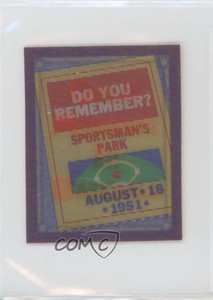 DO YOU
REMEMBER?
SPORTSMAN'S
PARK
AUGUST • 18
• 1951 •
COMC